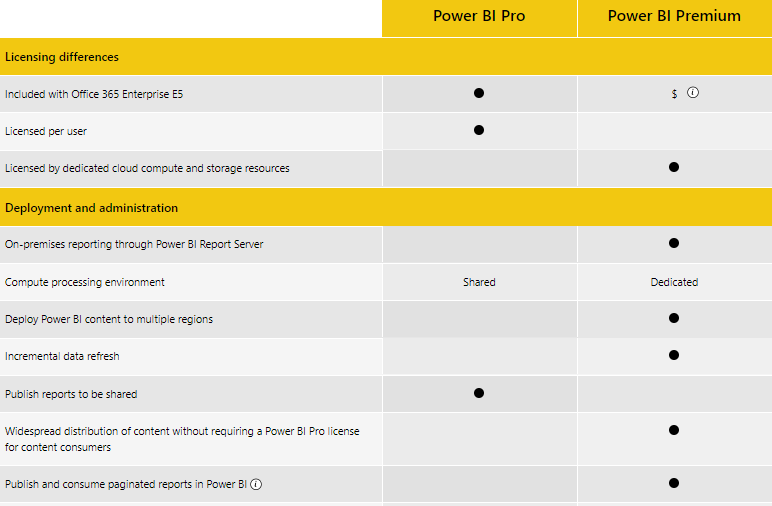 Power BI Pro Power BI Premium
Licensing differences
Included with Office 365 Enterprise E5 $ i
Licensed per user
Licensed by dedicated cloud compute and storage resources
Deployment and administration
On-premises reporting through Power BI Report Server
Compute processing environment Shared Dedicated
Deploy Power BI content to multiple regions
Incremental data refresh
Publish reports to be shared
Widespread distribution of content without requiring a Power BI Pro license
for content consumers
Publish and consume paginated reports in Power BI i